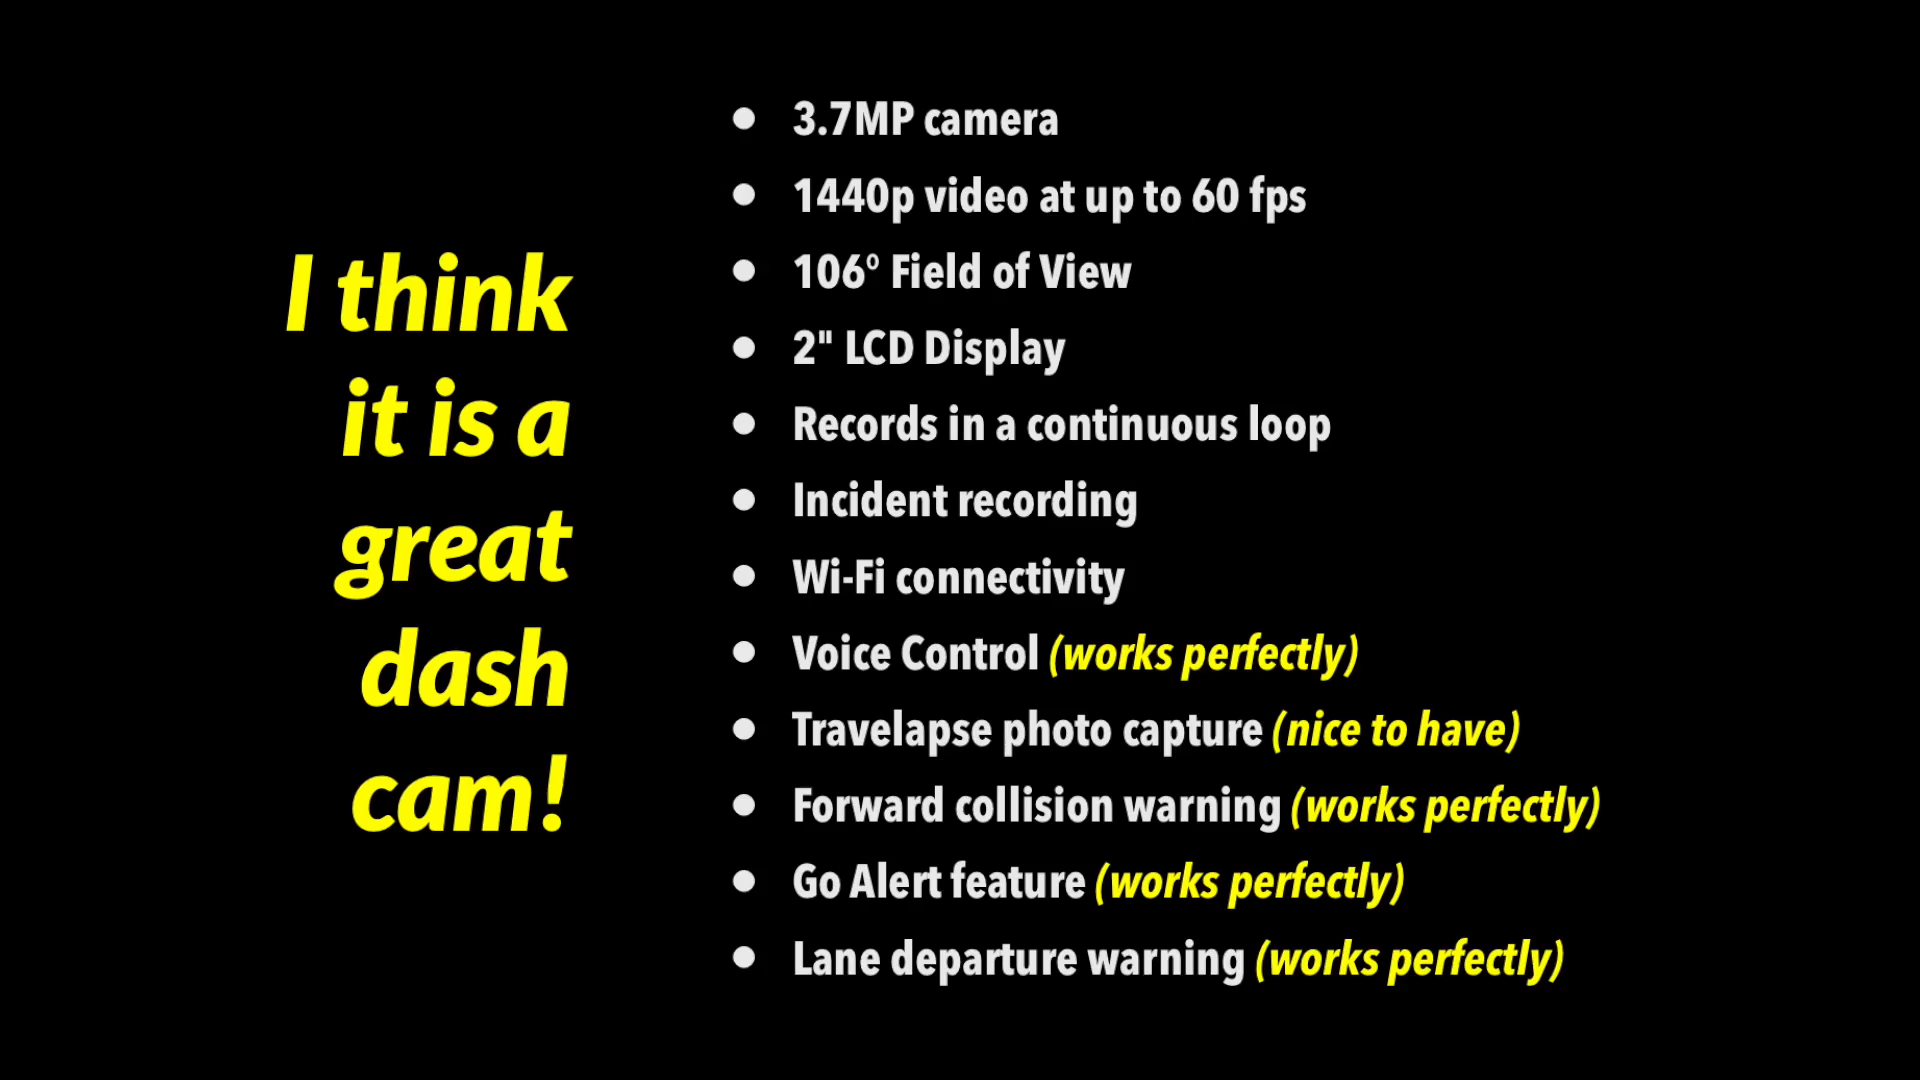 I think
it is a
great
dash
cam!
● 3.7MP camera
● 1440p video at up to 60 fps
● 106º Field of View
● 2" LCD Display
● Records in a continuous loop
● Incident recording
● Wi-Fi connectivity
● Voice Control (works perfectly)
● Travelapse photo capture (nice to have)
● Forward collision warning (works perfectly)
● Go Alert feature (works perfectly)
● Lane departure warning (works perfectly)